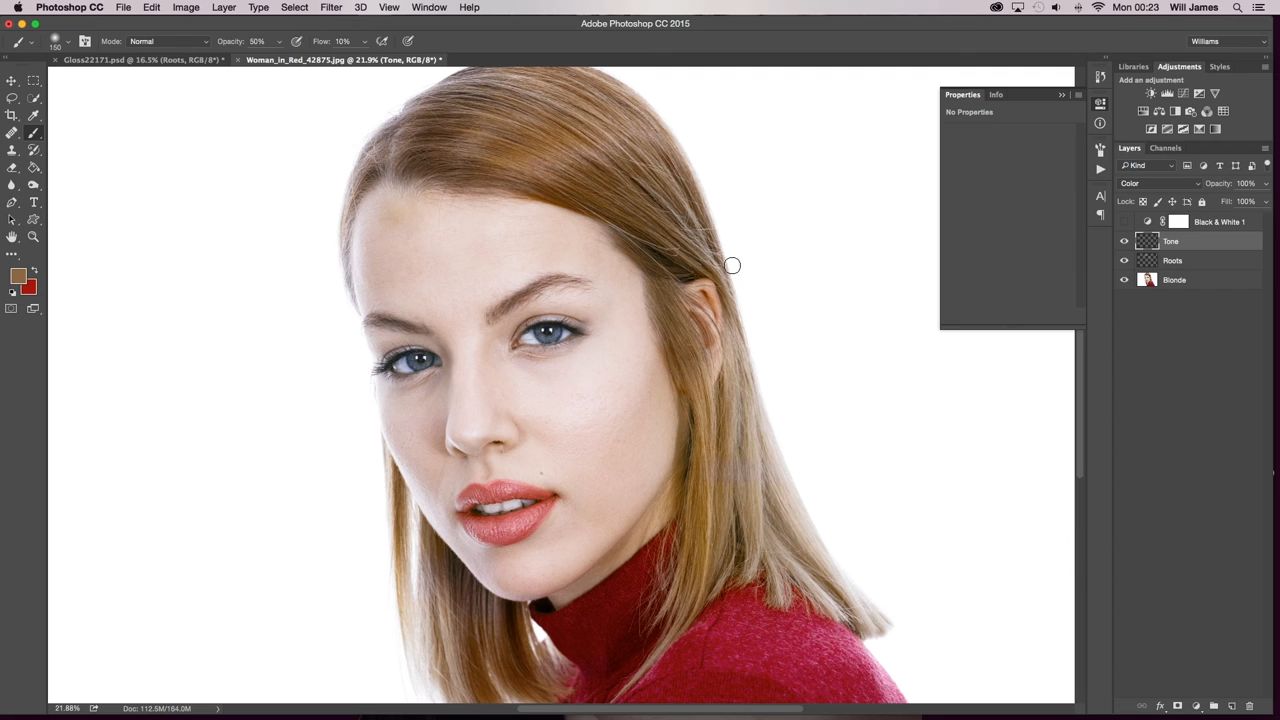 Photoshop CC File Edit Image Layer Type Select Filter 3D View Window Help Mon 00:23 Will James
Adobe Photoshop CC 2015
150 Mode: Normal Opacity: 50% Flow: 10% Williams
× Gloss22171.psd @ 16.5% (Roots, RGB/8*) * × Woman_in_Red_42875.jpg @ 21.9% (Tone, RGB/8*) *
Libraries Adjustments Styles
Add an adjustment
Properties Info
No Properties
Layers Channels
Kind
Color Opacity: 100%
Lock: Fill: 100%
Black & White 1
Tone
Roots
Blonde
21.88% Doc: 112.5M/164.0M